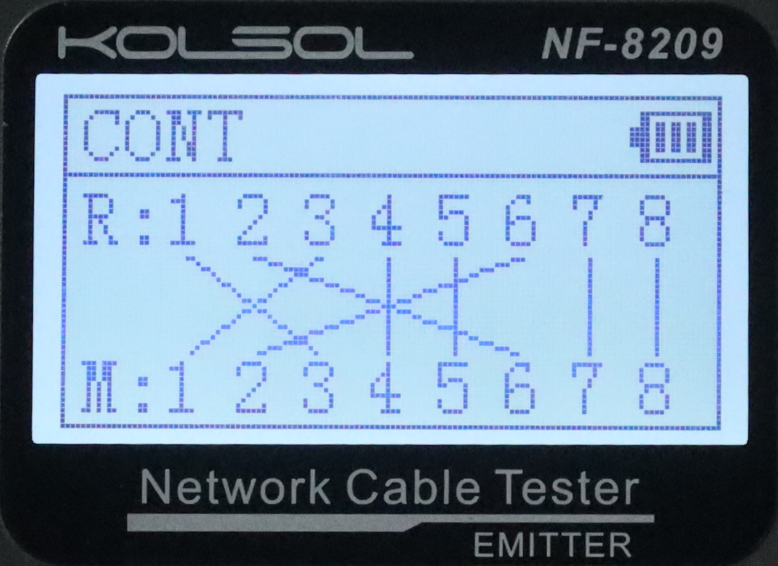 KOLSOL NF-8209
CONT
R:1 2 3 4 5 6 7 8
M:1 2 3 4 5 6 7 8
Network Cable Tester
EMITTER